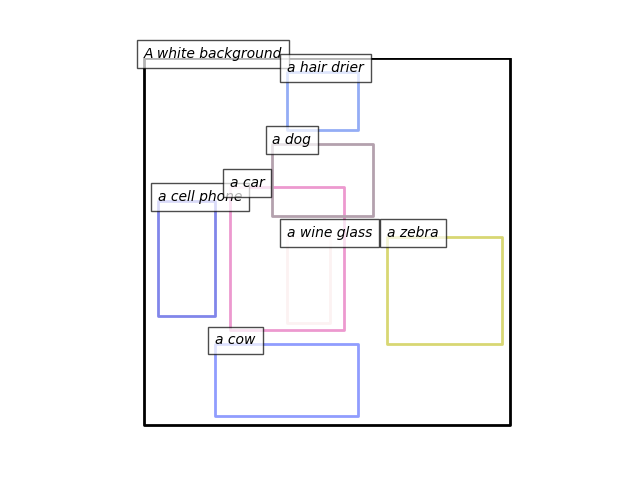 A white background
a hair drier
a dog
a car
a cell phone
a wine glass
a zebra
a cow